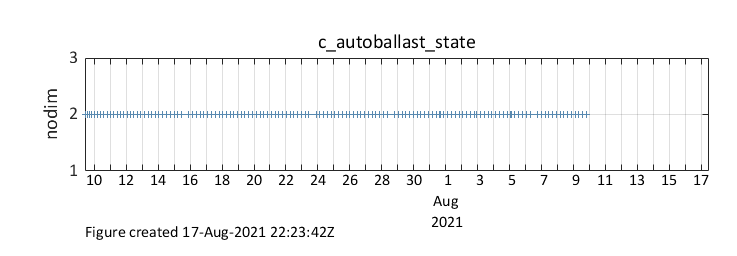 c_autoballast_state
nodim
3
2
1
10 12 14 16 18 20 22 24 26 28 30 1 3 5 7 9 11 13 15 17
Aug
2021
Figure created 17-Aug-2021 22:23:42Z